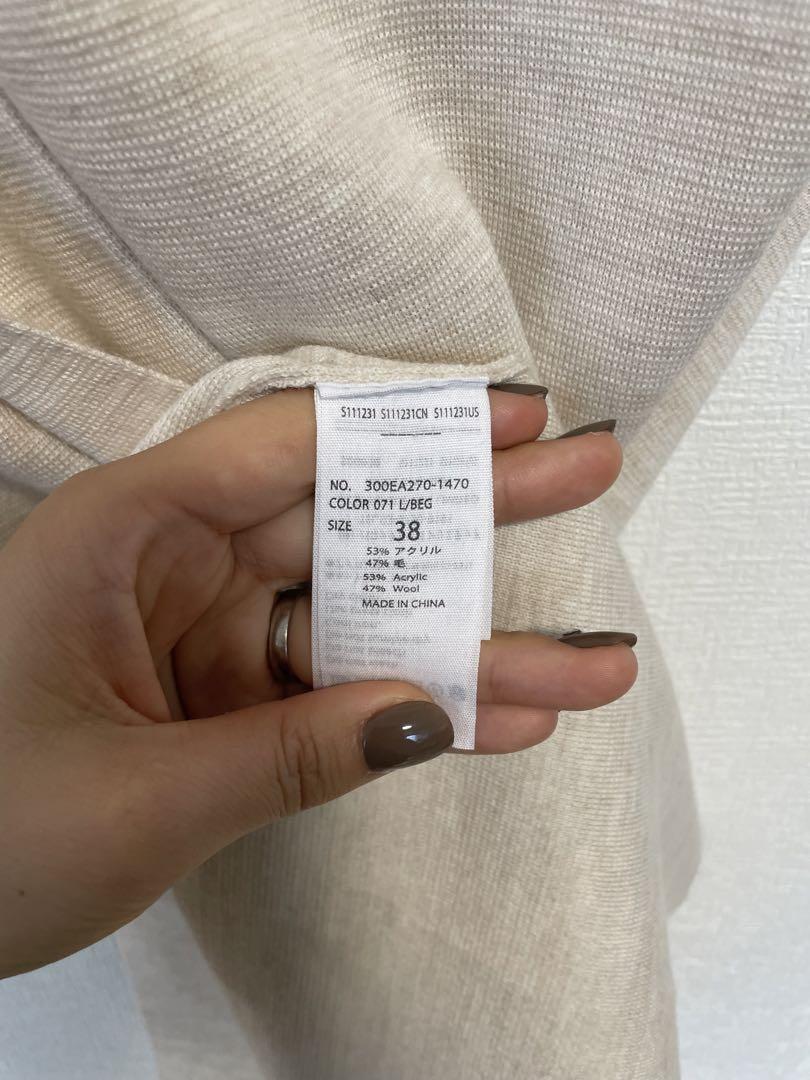 S111231 S111231CN S111231US
NO. 300EA270-1470
COLOR 071 L/BEG
SIZE 38
53% アクリル
47% 毛
53% Acrylic
47% Wool
MADE IN CHINA